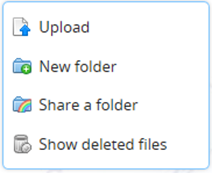 Upload
New folder
Share a folder
Show deleted files